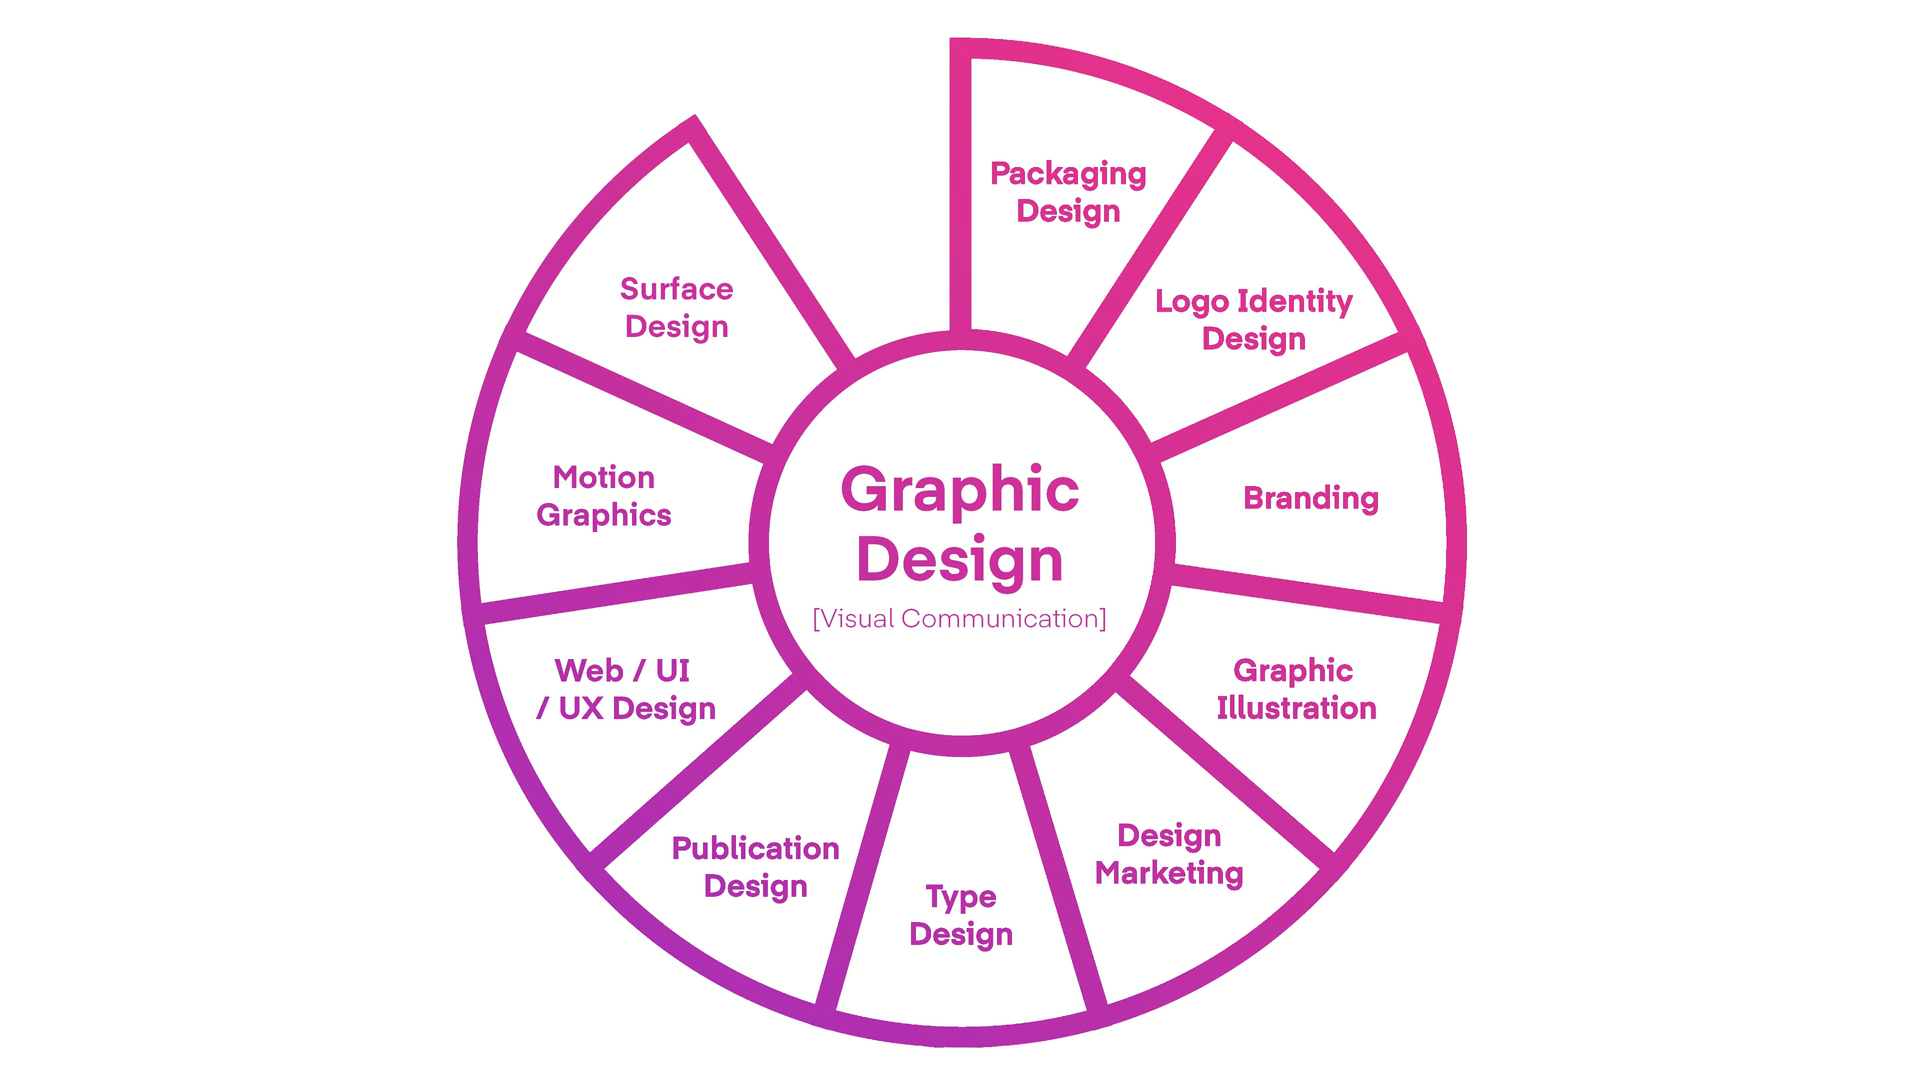 Graphic
Design
[Visual Communication]
Packaging
Design
Logo Identity
Design
Branding
Graphic
Illustration
Design
Marketing
Type
Design
Publication
Design
Web / UI
/ UX Design
Motion
Graphics
Surface
Design